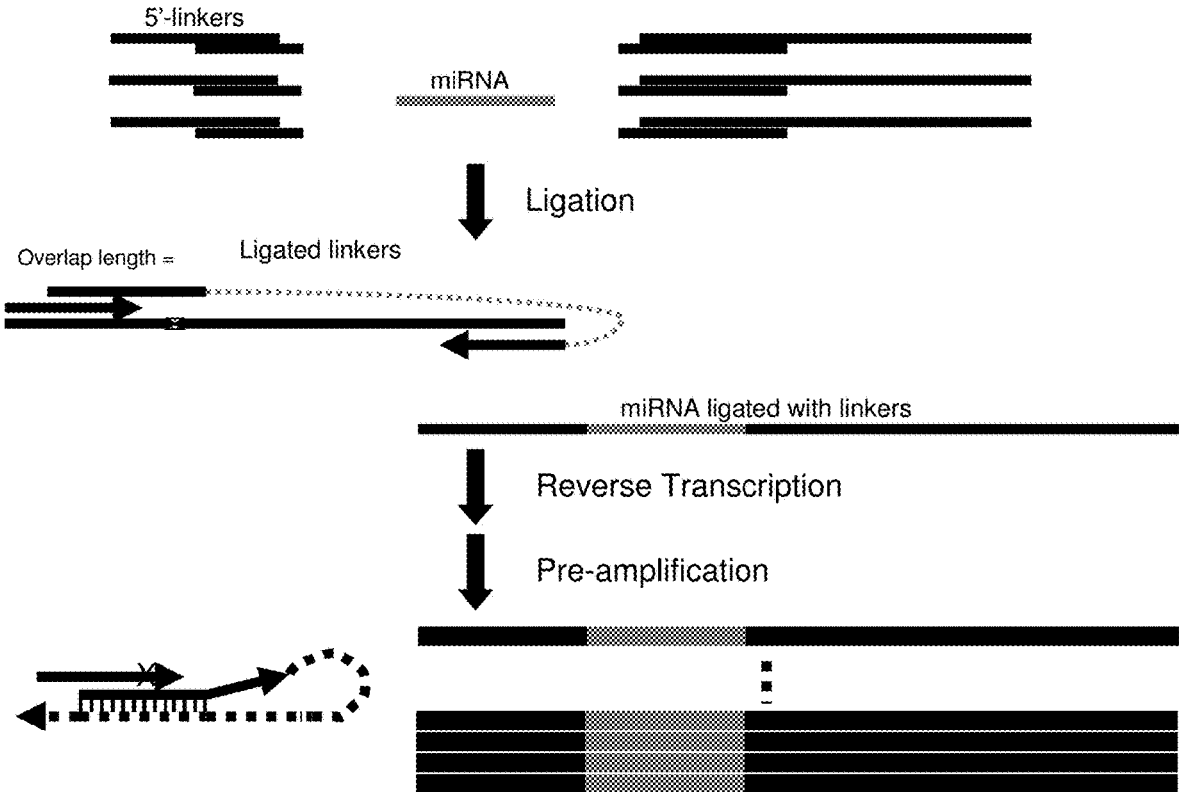 5'-linkers
miRNA
Ligation
Overlap length =
Ligated linkers
miRNA ligated with linkers
Reverse Transcription
Pre-amplification
X